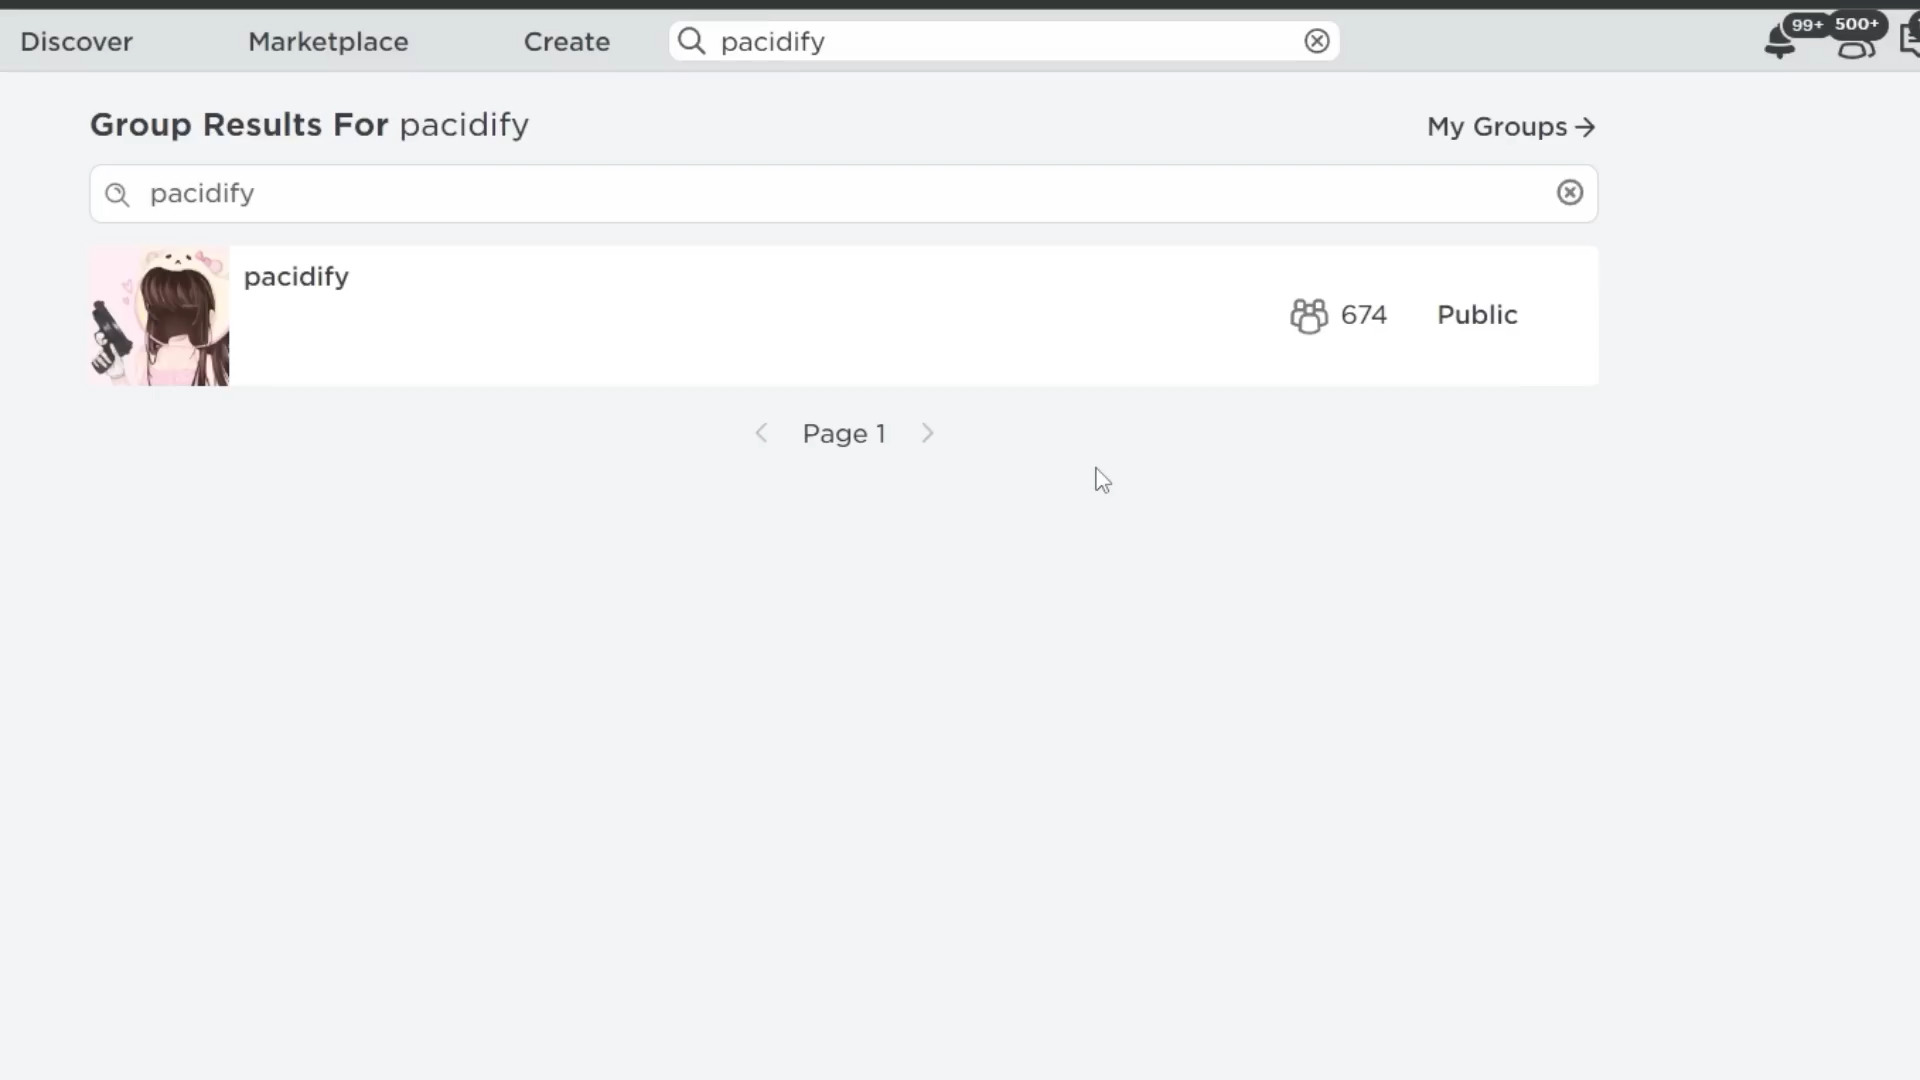 Discover
Marketplace
Create
pacidify
99+
500+
Group Results For pacidify
My Groups
pacidify
pacidify
674
Public
Page 1